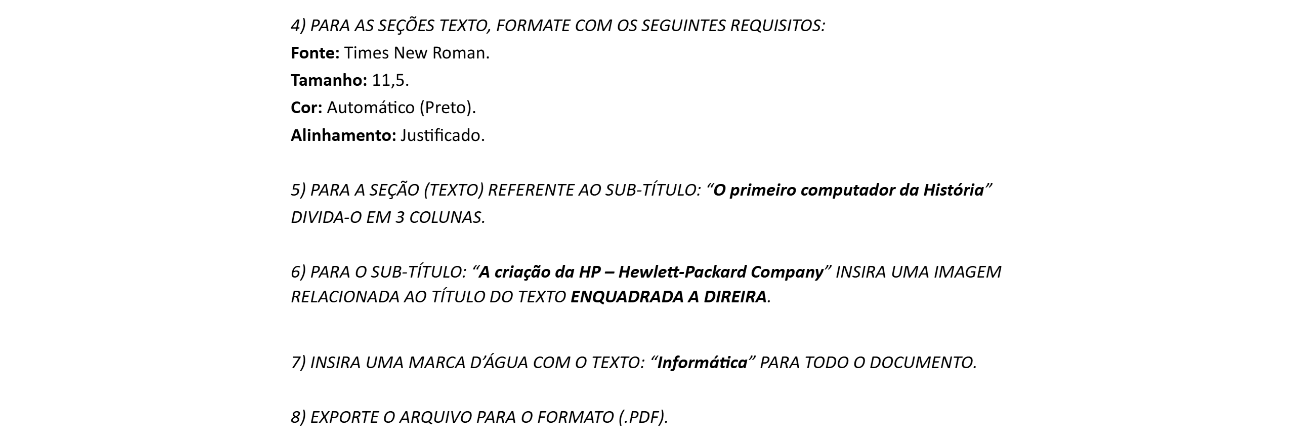 4) PARA AS SEÇÕES TEXTO, FORMATE COM OS SEGUINTES REQUISITOS:
Fonte: Times New Roman.
Tamanho: 11,5.
Cor: Automático (Preto).
Alinhamento: Justificado.
5) PARA A SEÇÃO (TEXTO) REFERENTE AO SUB-TÍTULO: “O primeiro computador da História”
DIVIDA-O EM 3 COLUNAS.
6) PARA O SUB-TÍTULO: “A criação da HP – Hewlett-Packard Company” INSIRA UMA IMAGEM
RELACIONADA AO TÍTULO DO TEXTO ENQUADRADA A DIREIRA.
7) INSIRA UMA MARCA D’ÁGUA COM O TEXTO: “Informática” PARA TODO O DOCUMENTO.
8) EXPORTE O ARQUIVO PARA O FORMATO (.PDF).